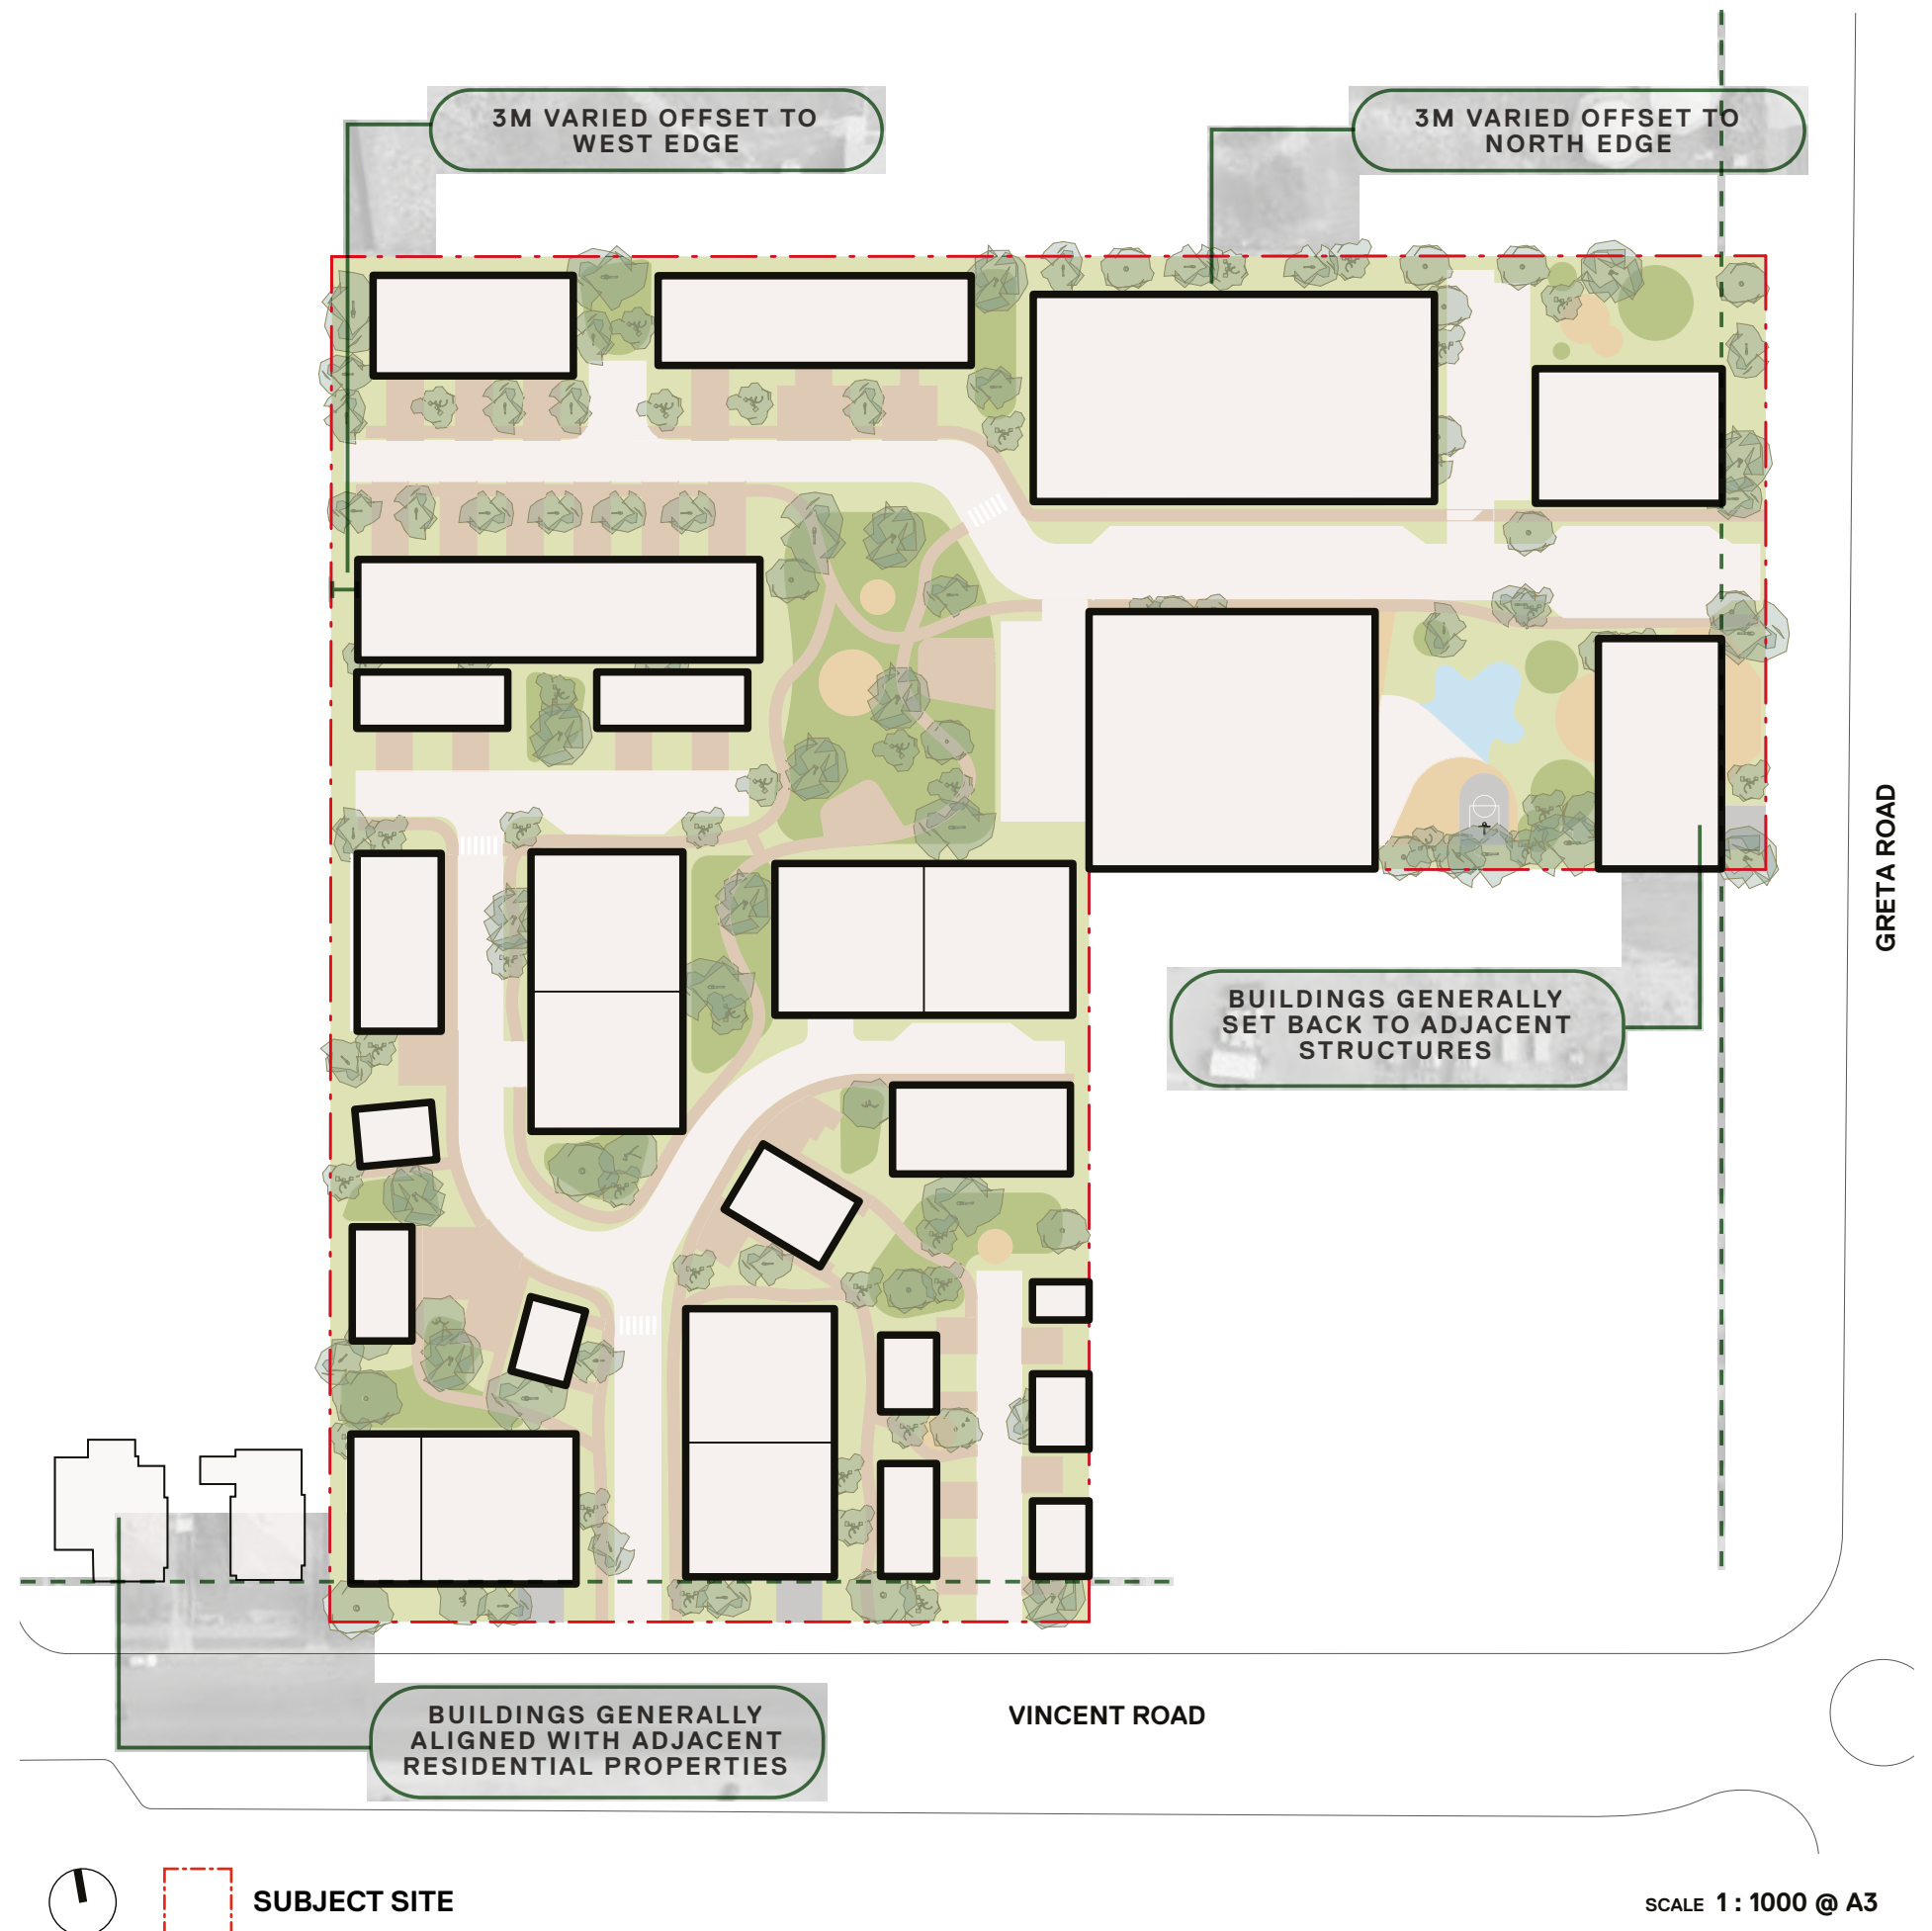 3M VARIED OFFSET TO
WEST EDGE
3M VARIED OFFSET TO
NORTH EDGE
GRETA ROAD
BUILDINGS GENERALLY
SET BACK TO ADJACENT
STRUCTURES
BUILDINGS GENERALLY
ALIGNED WITH ADJACENT
RESIDENTIAL PROPERTIES
VINCENT ROAD
SUBJECT SITE
SCALE 1 : 1000 @ A3